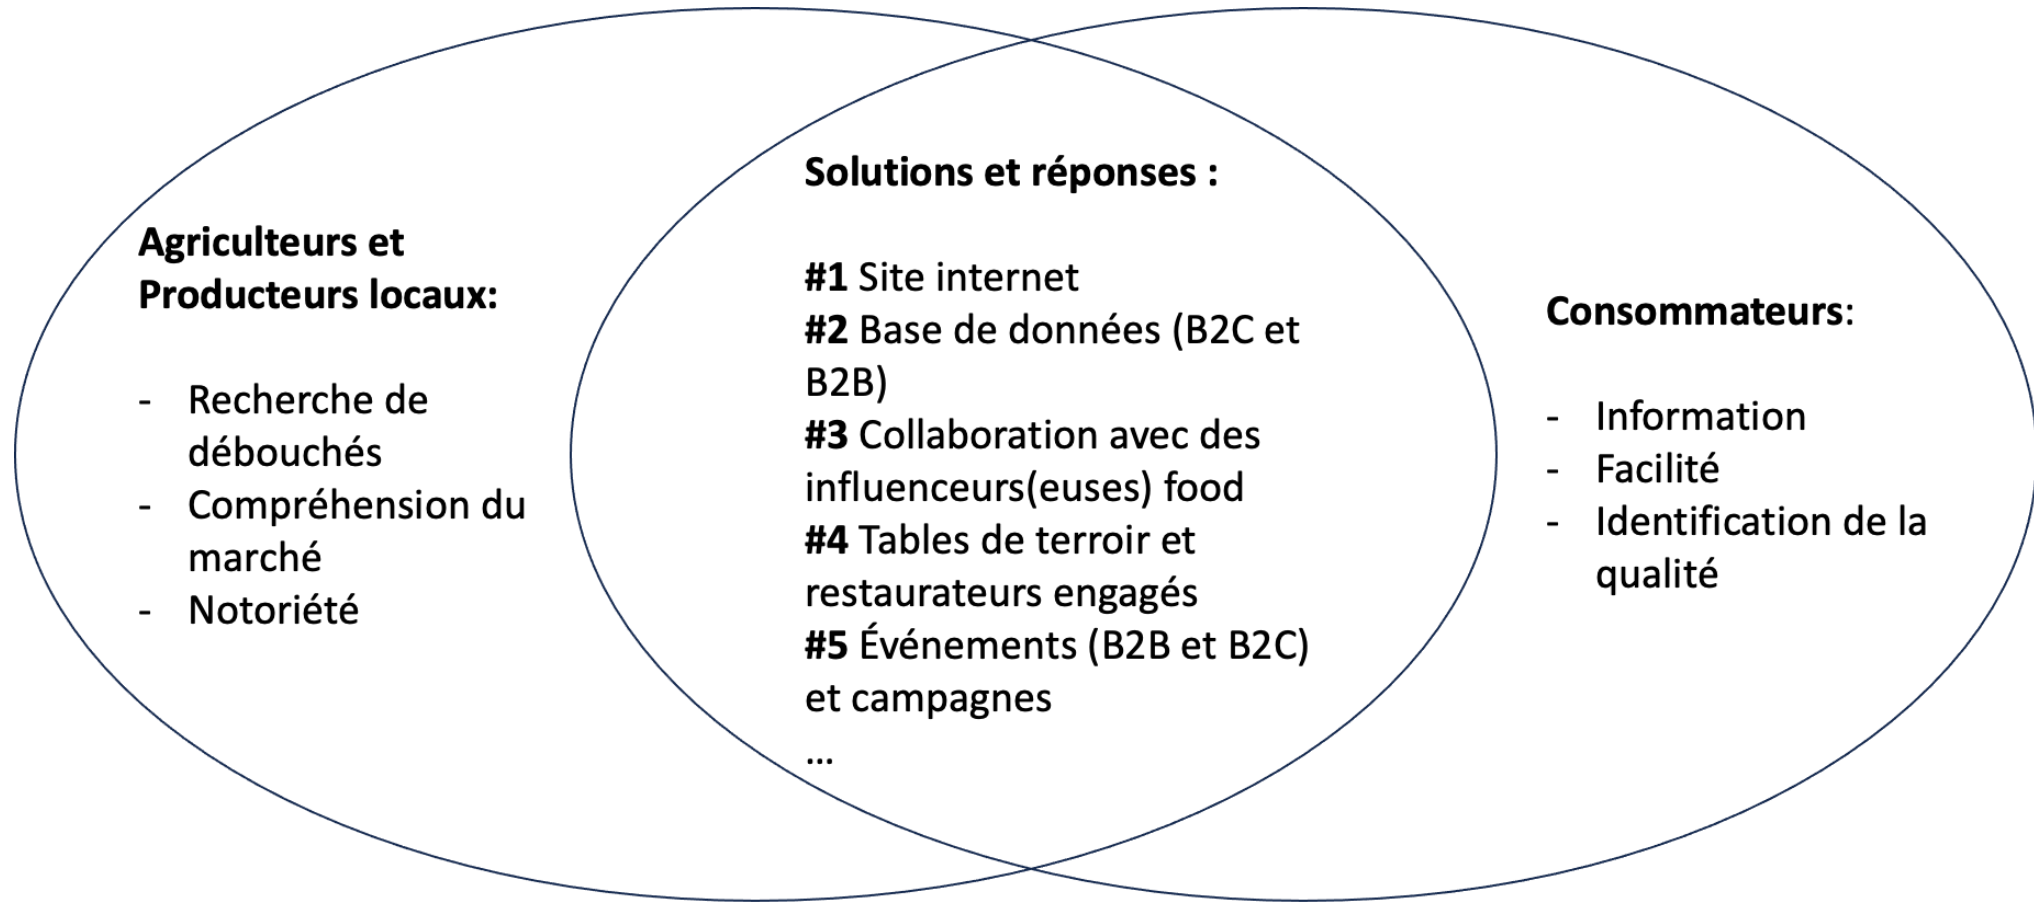 Agriculteurs et
Producteurs locaux:
- Recherche de
débouchés
- Compréhension du
marché
- Notoriété
Solutions et réponses :
#1 Site internet
#2 Base de données (B2C et
B2B)
#3 Collaboration avec des
influenceurs(euses) food
#4 Tables de terroir et
restaurateurs engagés
#5 Événements (B2B et B2C)
et campagnes
...
Consommateurs:
- Information
- Facilité
- Identification de la
qualité